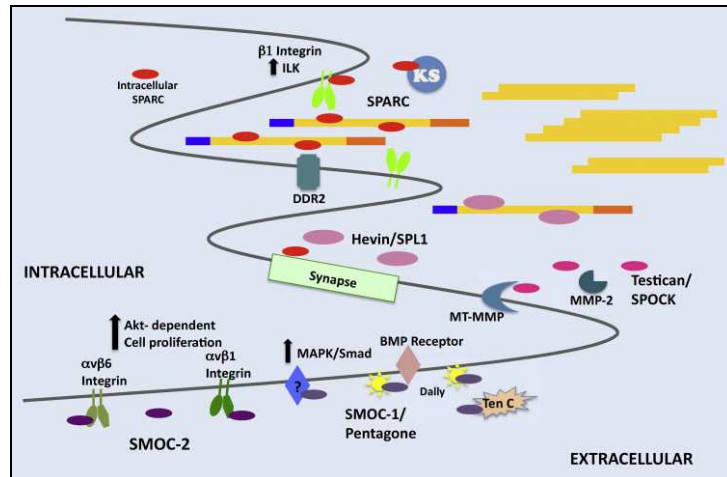 β1 Integrin
ILK
Intracellular
SPARC
KS
SPARC
DDR2
Hevin/SPL1
Synapse
INTRACELLULAR
MT-MMP
MMP-2
Testican/
SPOCK
Akt- dependent
Cell proliferation
αvβ6
Integrin
αvβ1
Integrin
MAPK/Smad
?
BMP Receptor
Dally
SMOC-1/
Pentagone
Ten C
SMOC-2
EXTRACELLULAR